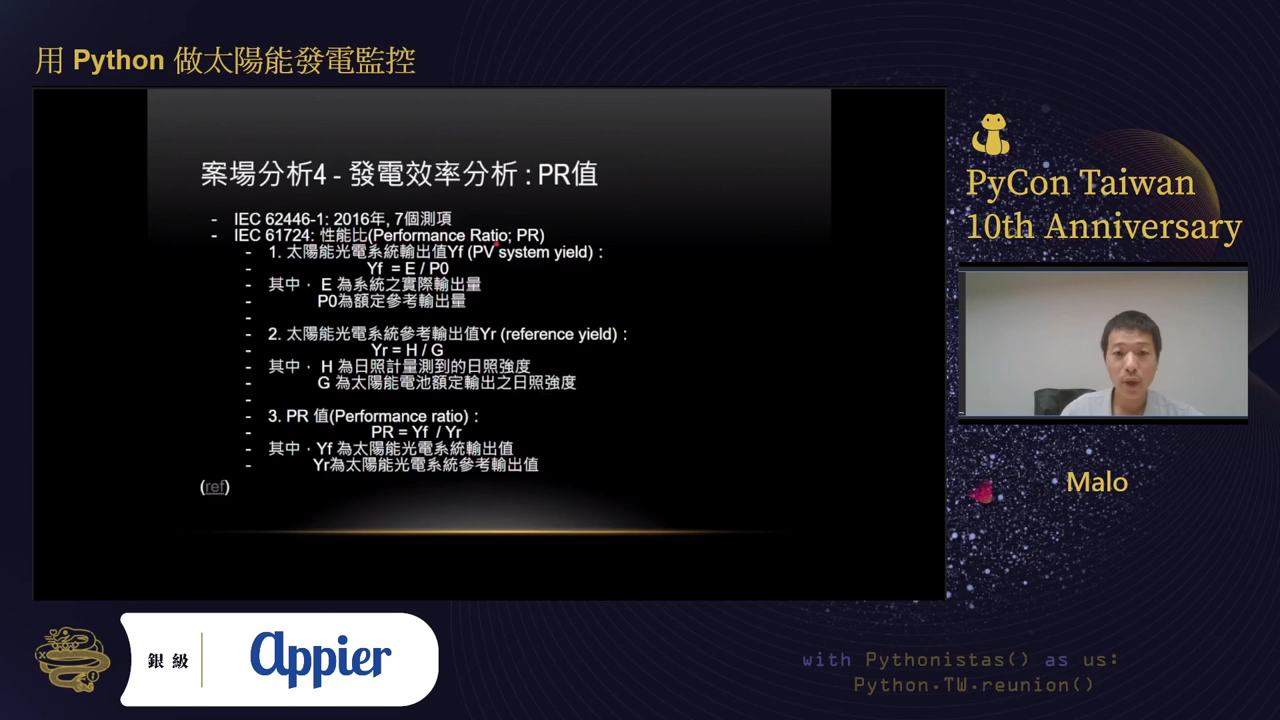 用 Python 做太陽能發電監控
案場分析4 - 發電效率分析 : PR值
- IEC 62446-1: 2016年, 7個測項
- IEC 61724: 性能比(Performance Ratio; PR)
- 1. 太陽能光電系統輸出值Yf (PV system yield) :
- Yf = E / P0
- 其中， E 為系統之實際輸出量
- P0為額定參考輸出量
-
- 2. 太陽能光電系統參考輸出值Yr (reference yield) :
- Yr = H / G
- 其中， H 為日照計量測到的日照強度
- G 為太陽能電池額定輸出之日照強度
-
- 3. PR 值(Performance ratio) :
- PR = Yf / Yr
- 其中，Yf 為太陽能光電系統輸出值
- Yr為太陽能光電系統參考輸出值
(ref)
PyCon Taiwan
10th Anniversary
Malo
銀級
appier
with Pythonistas() as us:
Python.TW.reunion()